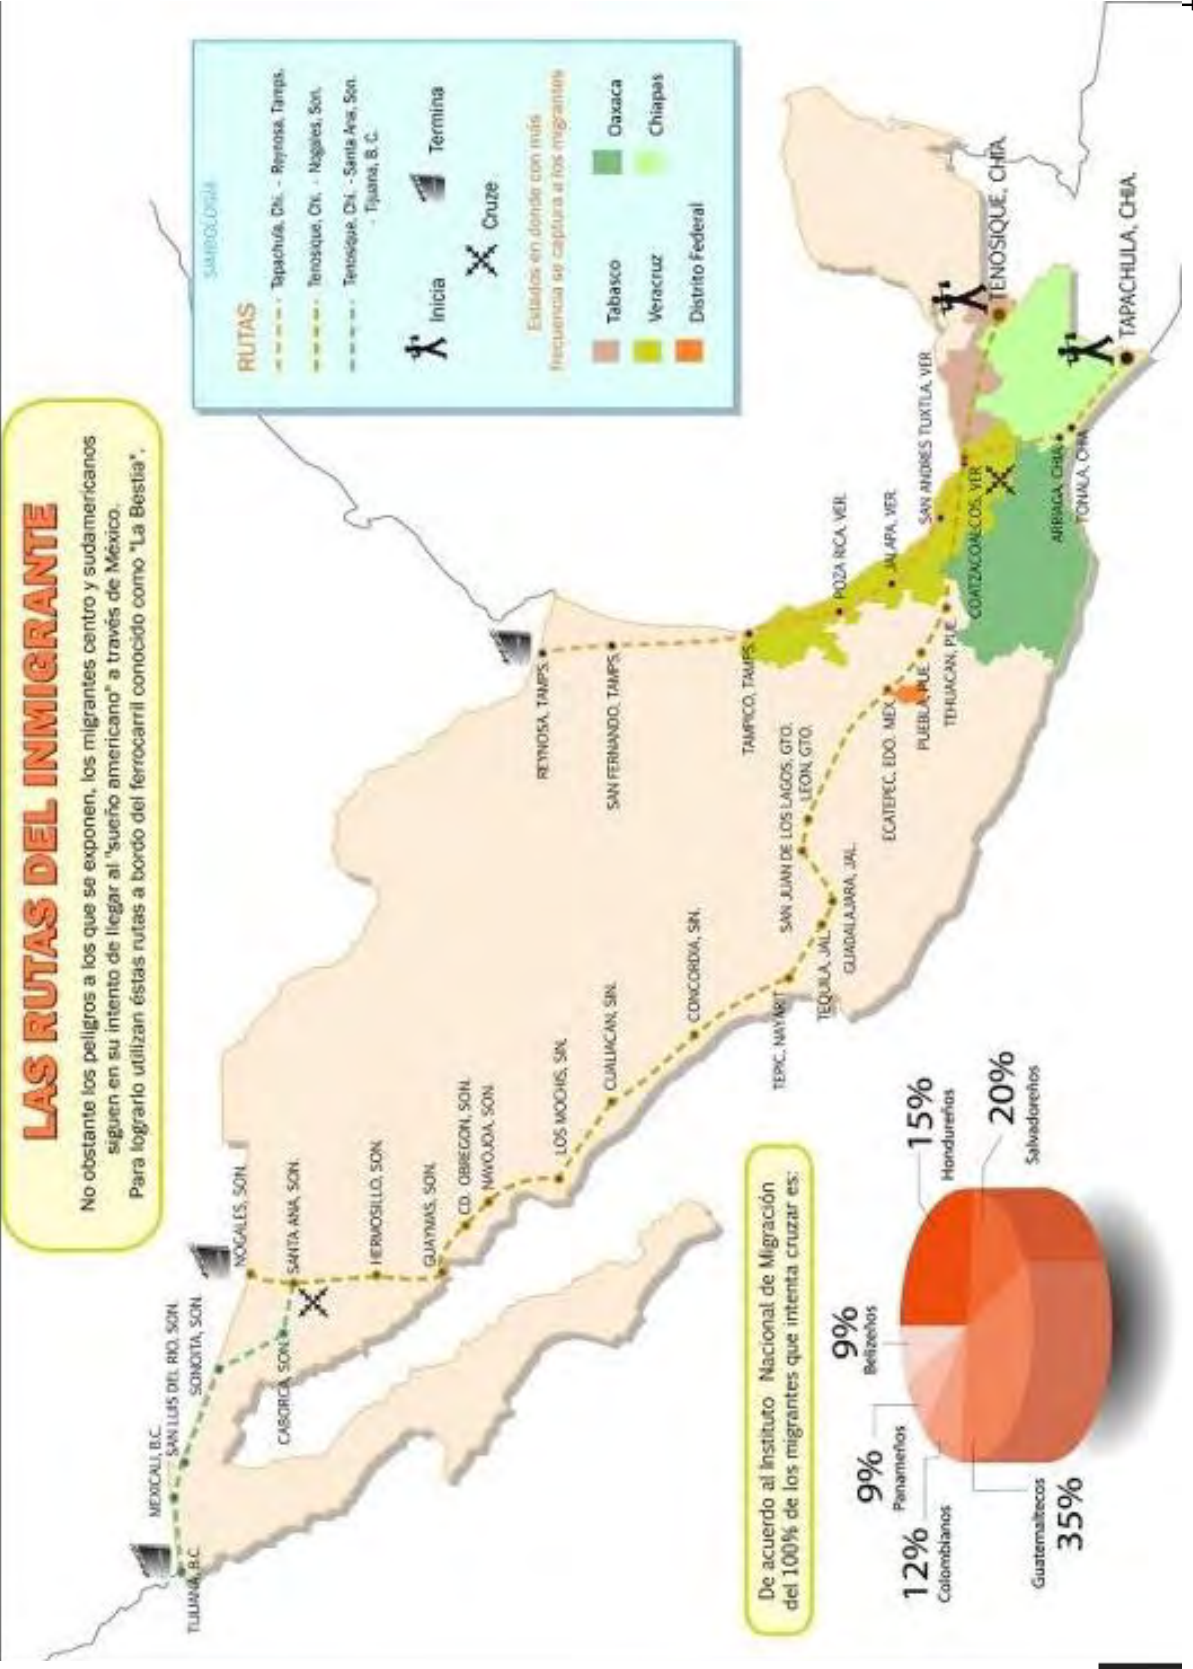 LAS RUTAS DEL INMIGRANTE
No obstante los peligros a los que se exponen, los migrantes centro y sudamericanos
siguen en su intento de llegar al "sueño americano" a través de México.
Para lograrlo utilizan éstas rutas a bordo del ferrocarril conocido como "La Bestia".
SIMBOLOGÍA
RUTAS
Tapachula, Chi. - Reynosa, Tamps.
Tenosique, Chi. - Nogales, Son.
Tenosique, Chi. - Santa Ana, Son.
- Tijuana, B. C.
Inicia
Termina
Cruze
Estados en donde con más
frecuencia se captura a los migrantes
Tabasco
Oaxaca
Veracruz
Chiapas
Distrito Federal
TIJUANA, B.C.
MEXICALI, B.C.
SAN LUIS DEL RIO, SON.
SONOITA, SON.
CABORCA, SON.
NOGALES, SON.
SANTA ANA, SON.
HERMOSILLO, SON.
GUAYMAS, SON.
CD. OBREGON, SON.
NAVOJOA, SON.
LOS MOCHIS, SIN.
CUALIACAN, SIN.
CONCORDIA, SIN.
TEPIC, NAYARIT
TEQUILA, JAL.
GUADALAJARA, JAL.
SAN JUAN DE LOS LAGOS, GTO.
LEON, GTO.
REYNOSA, TAMPS.
SAN FERNANDO, TAMPS.
TAMPICO, TAMPS.
ECATEPEC, EDO. MEX.
PUEBLA, PUE.
TEHUACAN, PUE.
POZA RICA, VER.
JALAPA, VER.
SAN ANDRES TUXTLA, VER
COATZACOALCOS, VER
ARRIAGA, CHIA.
TONALA, CHIA.
TENOSIQUE, CHIA.
TAPACHULA, CHIA.
De acuerdo al Instituto Nacional de Migración
del 100% de los migrantes que intenta cruzar es:
12%
Colombianos
9%
Panameños
9%
Belizeños
15%
Hondureños
20%
Salvadoreños
Guatemaltecos
35%